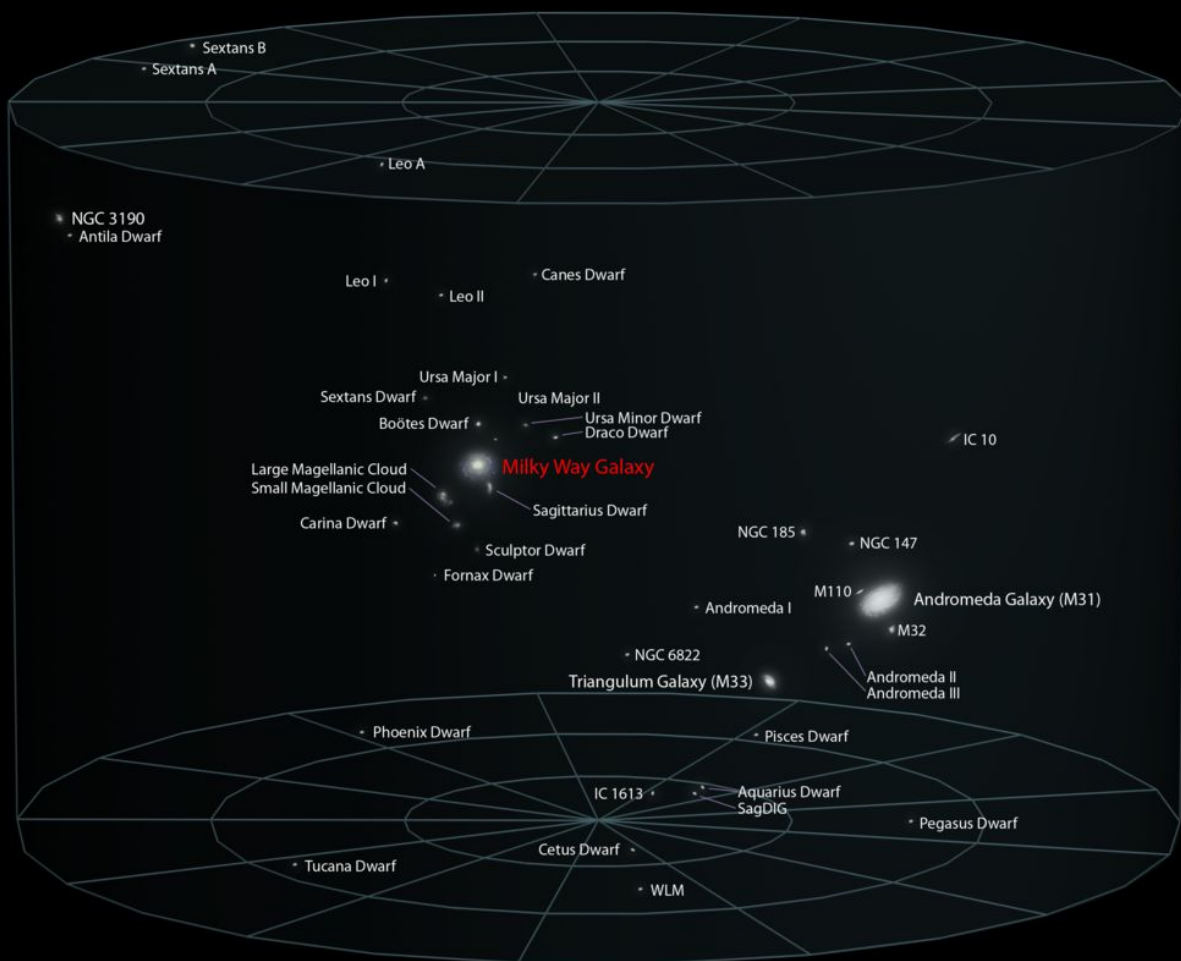 Sextans B
Sextans A
Leo A
NGC 3190
Antila Dwarf
Canes Dwarf
Leo I
Leo II
Ursa Major I
Sextans Dwarf
Ursa Major II
Boötes Dwarf
Ursa Minor Dwarf
Draco Dwarf
IC 10
Milky Way Galaxy
Large Magellanic Cloud
Small Magellanic Cloud
Sagittarius Dwarf
Carina Dwarf
NGC 185
NGC 147
Sculptor Dwarf
Fornax Dwarf
M110
Andromeda Galaxy (M31)
Andromeda I
M32
NGC 6822
Andromeda II
Triangulum Galaxy (M33)
Andromeda III
Phoenix Dwarf
Pisces Dwarf
IC 1613
Aquarius Dwarf
SagDIG
Pegasus Dwarf
Cetus Dwarf
Tucana Dwarf
WLM